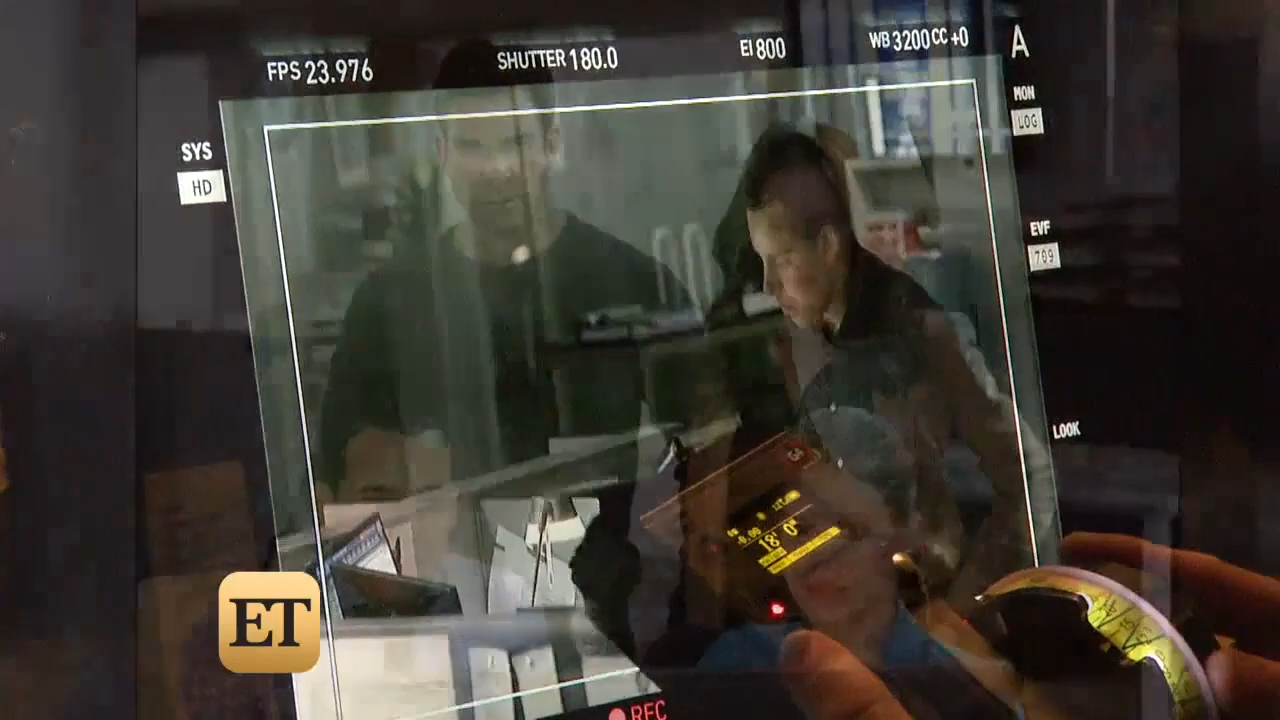 FPS 23.976
SHUTTER 180.0
EI 800
WB 3200 CC +0
A
MON
LOG
SYS
HD
EVF
709
LOOK
18' 0"
ET
REC